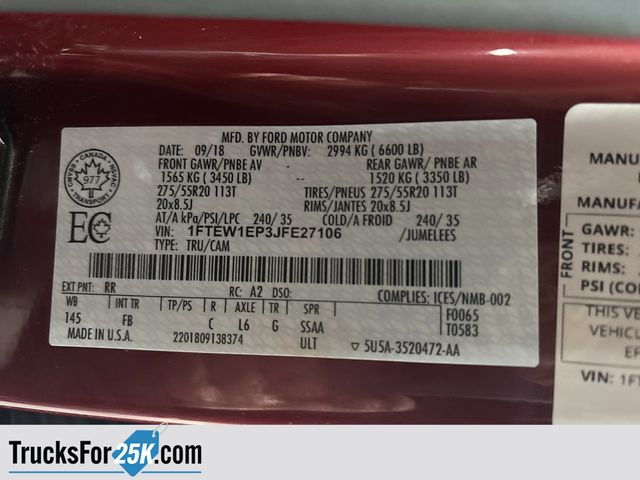 MFD. BY FORD MOTOR COMPANY
DATE: 09/18 GVWR/PNBV: 2994 KG ( 6600 LB)
FRONT GAWR/PNBE AV - REAR GAWR/ PNBE AR
1565 KG ( 3450 LB) -- 1520 KG ( 3350 LB)
275/55R20 113T TIRES/PNEUS 275/55R20 113T
20x8.5J RIMS/JANTES 20x8.5J
AT/A kPa/PSI/LPC 240/ 35 COLD/A FROID 240/ 35
VIN: 1FTEW1EP3JFE27106 /JUMELEES
TYPE: TRU/CAM
CANADA
977
EC
EXT PNT: RR RC: A2 DSO: COMPLIES: ICES/NMB-002
WB INT TR TP/PS R AXLE TR SPR F0065
145 FB C L6 G SSAA T0583
2201809138374 ULT ▽ 5U5A-3520472-AA
MANU
MANUFA
FRONT
GAWR:
TIRES
RIMS
PSI (CO
THIS VE
VEHICL
VIN: 1FT
TrucksFor25K.com